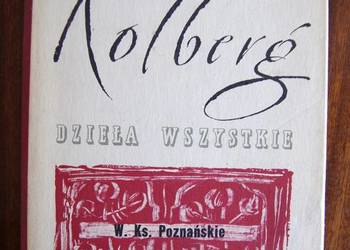 Kolberg
DZIEŁA WSZYSTKIE
W. Ks. Poznańskie